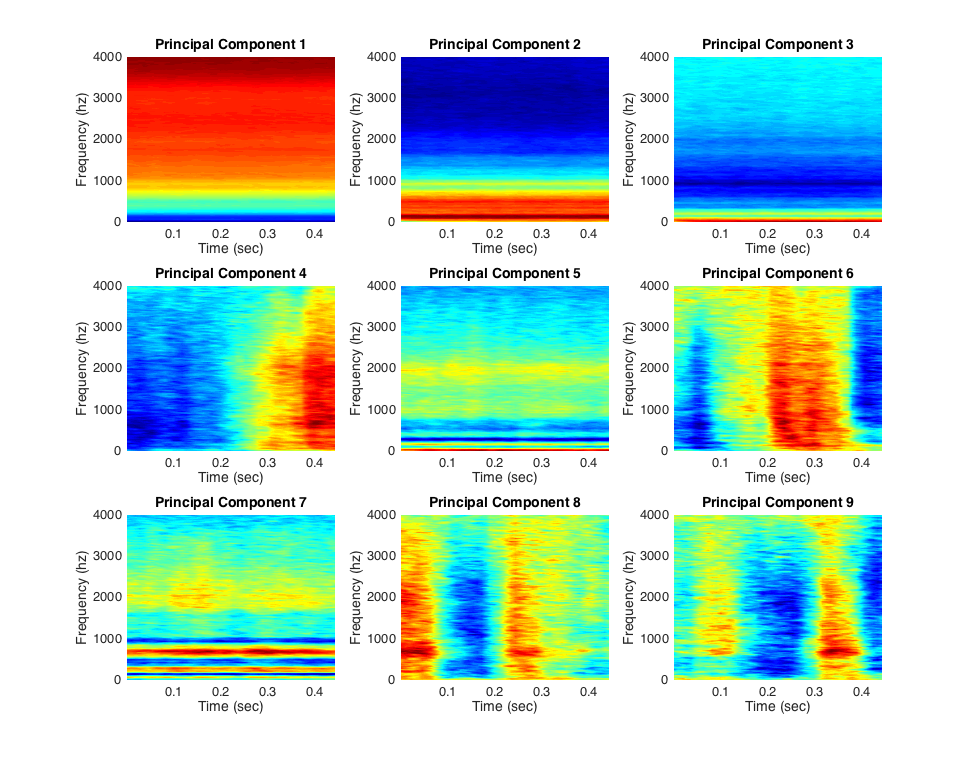 Principal Component 1
Frequency (hz)
4000
3000
2000
1000
0
0.1 0.2 0.3 0.4
Time (sec)
Principal Component 2
Frequency (hz)
4000
3000
2000
1000
0
0.1 0.2 0.3 0.4
Time (sec)
Principal Component 3
Frequency (hz)
4000
3000
2000
1000
0
0.1 0.2 0.3 0.4
Time (sec)
Principal Component 4
Frequency (hz)
4000
3000
2000
1000
0
0.1 0.2 0.3 0.4
Time (sec)
Principal Component 5
Frequency (hz)
4000
3000
2000
1000
0
0.1 0.2 0.3 0.4
Time (sec)
Principal Component 6
Frequency (hz)
4000
3000
2000
1000
0
0.1 0.2 0.3 0.4
Time (sec)
Principal Component 7
Frequency (hz)
4000
3000
2000
1000
0
0.1 0.2 0.3 0.4
Time (sec)
Principal Component 8
Frequency (hz)
4000
3000
2000
1000
0
0.1 0.2 0.3 0.4
Time (sec)
Principal Component 9
Frequency (hz)
4000
3000
2000
1000
0
0.1 0.2 0.3 0.4
Time (sec)